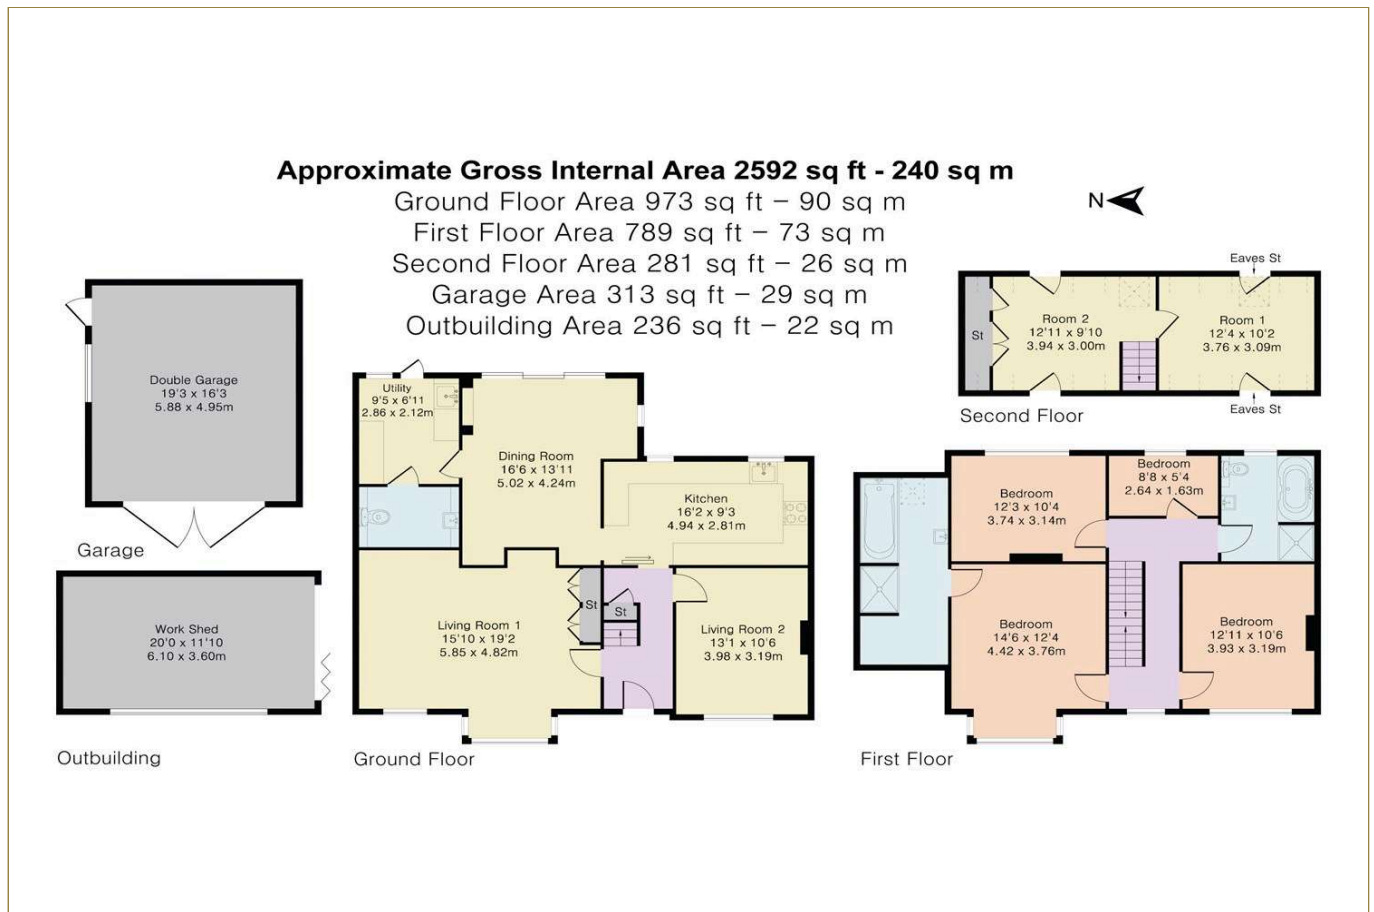 Approximate Gross Internal Area 2592 sq ft - 240 sq m
Ground Floor Area 973 sq ft – 90 sq m
First Floor Area 789 sq ft – 73 sq m
Second Floor Area 281 sq ft – 26 sq m
Garage Area 313 sq ft – 29 sq m
Outbuilding Area 236 sq ft – 22 sq m
N
Eaves St
St
Room 2
12'11 x 9'10
3.94 x 3.00m
Room 1
12'4 x 10'2
3.76 x 3.09m
Eaves St
Second Floor
Double Garage
19'3 x 16'3
5.88 x 4.95m
Garage
Work Shed
20'0 x 11'10
6.10 x 3.60m
Outbuilding
Utility
9'5 x 6'11
2.86 x 2.12m
Dining Room
16'6 x 13'11
5.02 x 4.24m
Kitchen
16'2 x 9'3
4.94 x 2.81m
Living Room 1
15'10 x 19'2
5.85 x 4.82m
St
St
Living Room 2
13'1 x 10'6
3.98 x 3.19m
Ground Floor
Bedroom
12'3 x 10'4
3.74 x 3.14m
Bedroom
8'8 x 5'4
2.64 x 1.63m
Bedroom
14'6 x 12'4
4.42 x 3.76m
Bedroom
12'11 x 10'6
3.93 x 3.19m
First Floor